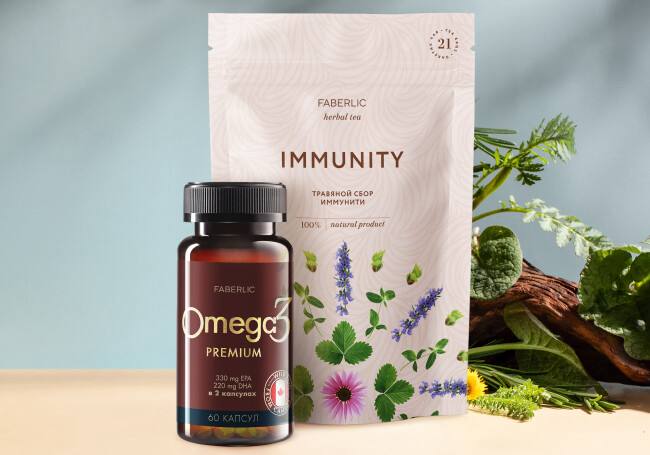 21
FABERLIC
herbal tea
IMMUNITY
ТРАВЯНОЙ СБОР
ИММУНИТИ
100% natural product
FABERLIC
Omega3
PREMIUM
330 mg EPA
220 mg DHA
в 2 капсулах
60 КАПСУЛ